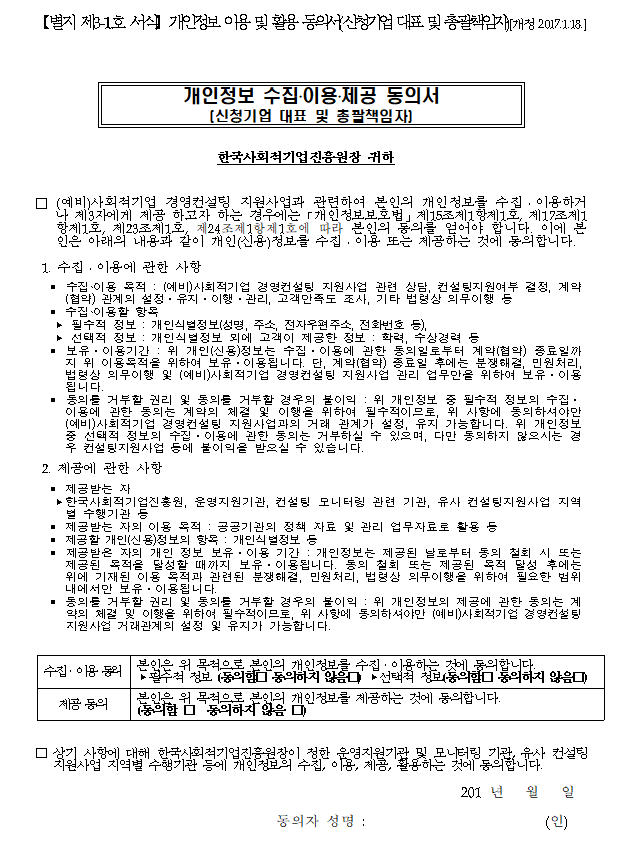 【별지 제3-1호 서식】 개인정보 이용 및 활용 동의서(신청기업 대표 및 총괄책임자)[개정 2017.1.18.]
개인정보 수집·이용·제공 동의서
(신청기업 대표 및 총괄책임자)
한국사회적기업진흥원장 귀하
□ (예비)사회적기업 경영컨설팅 지원사업과 관련하여 본인의 개인정보를 수집·이용하거
나 제3자에게 제공 하고자 하는 경우에는 「개인정보보호법」 제15조제1항제1호, 제17조제1
항제1호, 제23조제1호, 제24조제1항제1호에 따라 본인의 동의를 얻어야 합니다. 이에 본
인은 아래의 내용과 같이 개인(신용)정보를 수집·이용 또는 제공하는 것에 동의합니다.
1. 수집·이용에 관한 사항
▪ 수집·이용 목적 : (예비)사회적기업 경영컨설팅 지원사업 관련 상담, 컨설팅지원여부 결정, 계약
(협약) 관계의 설정·유지·이행·관리, 고객만족도 조사, 기타 법령상 의무이행 등
▪ 수집·이용할 항목
▶ 필수적 정보 : 개인식별정보(성명, 주소, 전자우편주소, 전화번호 등),
▶ 선택적 정보 : 개인식별정보 외에 고객이 제공한 정보 : 학력, 수상경력 등
▪ 보유·이용기간 : 위 개인(신용)정보는 수집·이용에 관한 동의일로부터 계약(협약) 종료일까
지 위 이용목적을 위하여 보유·이용됩니다. 단, 계약(협약) 종료일 후에는 분쟁해결, 민원처리,
법령상 의무이행 및 (예비)사회적기업 경영컨설팅 지원사업 관리 업무만을 위하여 보유·이용
됩니다.
▪ 동의를 거부할 권리 및 동의를 거부할 경우의 불이익 : 위 개인정보 중 필수적 정보의 수집·
이용에 관한 동의는 계약의 체결 및 이행을 위하여 필수적이므로, 위 사항에 동의하셔야만
(예비)사회적기업 경영컨설팅 지원사업과의 거래 관계가 설정, 유지 가능합니다. 위 개인정보
중 선택적 정보의 수집·이용에 관한 동의는 거부하실 수 있으며, 다만 동의하지 않으시는 경
우 컨설팅지원사업 등에 불이익을 받으실 수 있습니다.
2. 제공에 관한 사항
▪ 제공받는 자
▶한국사회적기업진흥원, 운영지원기관, 컨설팅 모니터링 관련 기관, 유사 컨설팅지원사업 지역
별 수행기관 등
▪ 제공받는 자의 이용 목적 : 공공기관의 정책 자료 및 관리 업무자료로 활용 등
▪ 제공할 개인(신용)정보의 항목 : 개인식별정보 등
▪ 제공받은 자의 개인 정보 보유·이용 기간 : 개인정보는 제공된 날로부터 동의 철회 시 또는
제공된 목적을 달성할 때까지 보유·이용됩니다. 동의 철회 또는 제공된 목적 달성 후에는
위에 기재된 이용 목적과 관련된 분쟁해결, 민원처리, 법령상 의무이행을 위하여 필요한 범위
내에서만 보유·이용됩니다.
▪ 동의를 거부할 권리 및 동의를 거부할 경우의 불이익 : 위 개인정보의 제공에 관한 동의는 계
약의 체결 및 이행을 위하여 필수적이므로, 위 사항에 동의하셔야만 (예비)사회적기업 경영컨설팅
지원사업 거래관계의 설정 및 유지가 가능합니다.
수집·이용 동의 본인은 위 목적으로 본인의 개인정보를 수집·이용하는 것에 동의합니다.
▶필수적 정보 (동의함□ 동의하지 않음□) ▶선택적 정보(동의함□ 동의하지 않음□)
제공 동의 본인은 위 목적으로 본인의 개인정보를 제공하는 것에 동의합니다.
(동의함 □ 동의하지 않음 □)
□ 상기 사항에 대해 한국사회적기업진흥원장이 정한 운영지원기관 및 모니터링 기관, 유사 컨설팅
지원사업 지역별 수행기관 등에 개인정보의 수집, 이용, 제공, 활용하는 것에 동의합니다.
201 년 월 일
동의자 성명 : (인)